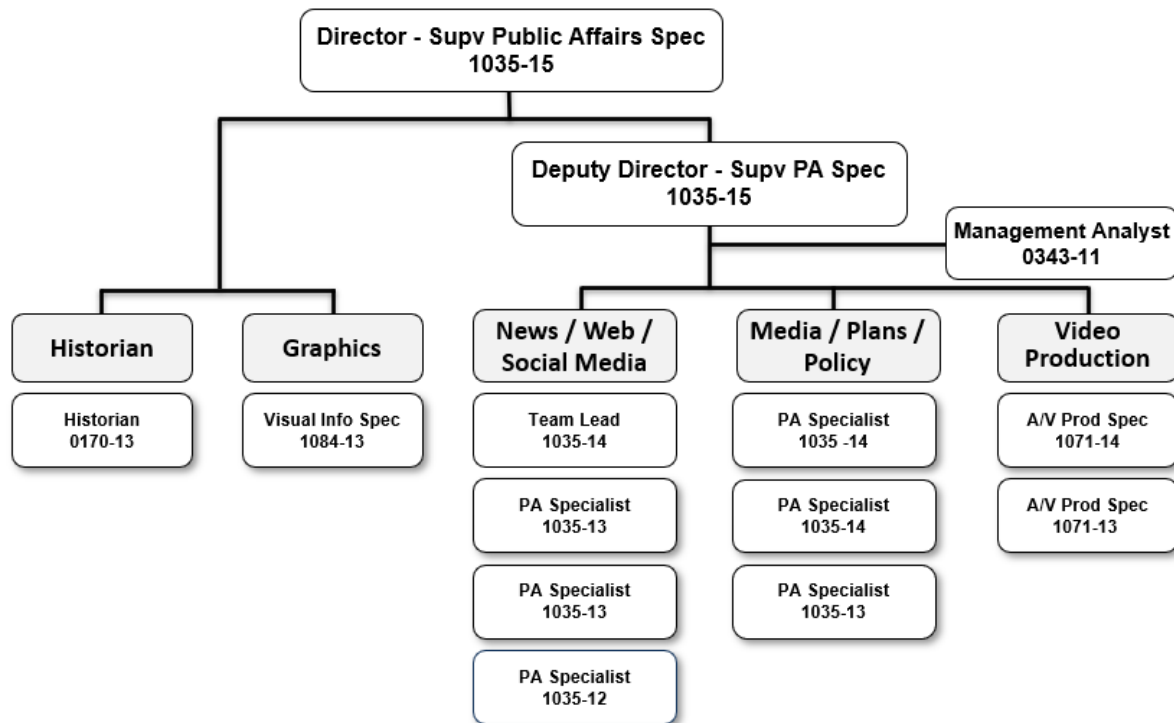 Director - Supv Public Affairs Spec
1035-15
Deputy Director - Supv PA Spec
1035-15
Management Analyst
0343-11
Historian
Historian
0170-13
Graphics
Visual Info Spec
1084-13
News / Web /
Social Media
Team Lead
1035-14
PA Specialist
1035-13
PA Specialist
1035-13
PA Specialist
1035-12
Media / Plans /
Policy
PA Specialist
1035 -14
PA Specialist
1035-14
PA Specialist
1035-13
Video
Production
A/V Prod Spec
1071-14
A/V Prod Spec
1071-13